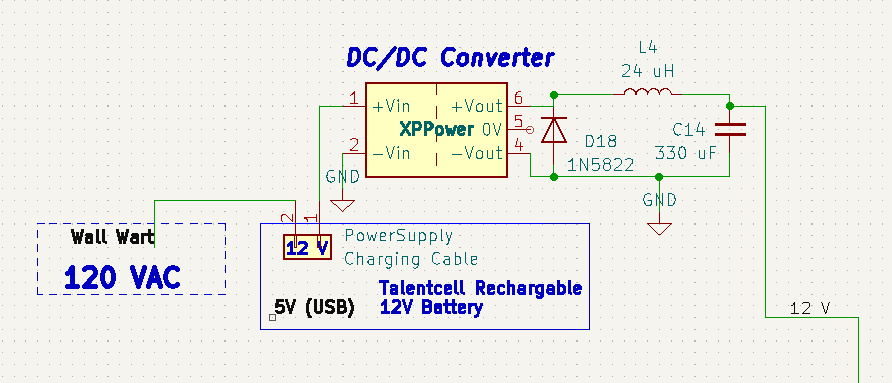 DC/DC Converter
L4
24 uH
1
+Vin
+Vout
6
XPPower
0V
5
2
−Vin
−Vout
4
D18
1N5822
C14
330 uF
GND
GND
2
1
Wall Wart
120 VAC
12 V
PowerSupply
Charging Cable
Talentcell Rechargable
5V (USB)
12V Battery
12 V